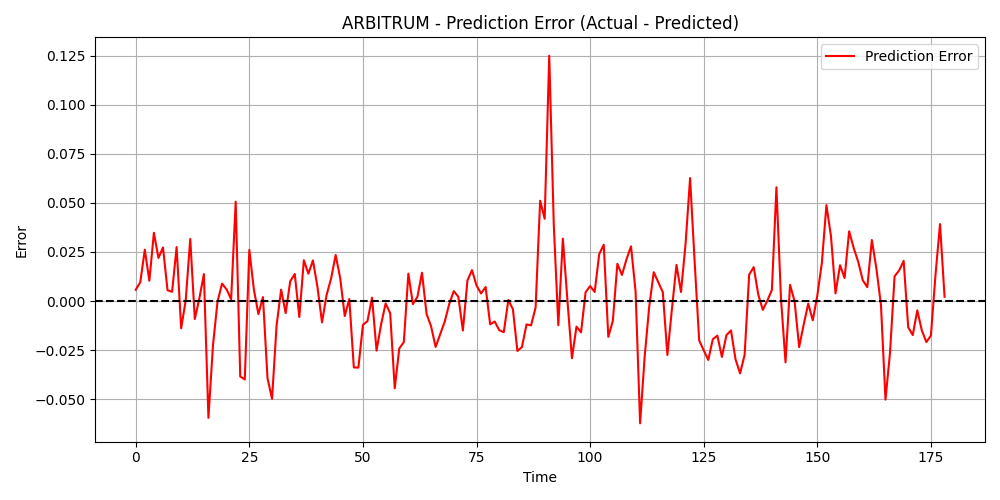 ARBITRUM - Prediction Error (Actual - Predicted)
Prediction Error
0.125
0.100
0.075
0.050
0.025
0.000
−0.025
−0.050
Error
0 25 50 75 100 125 150 175
Time